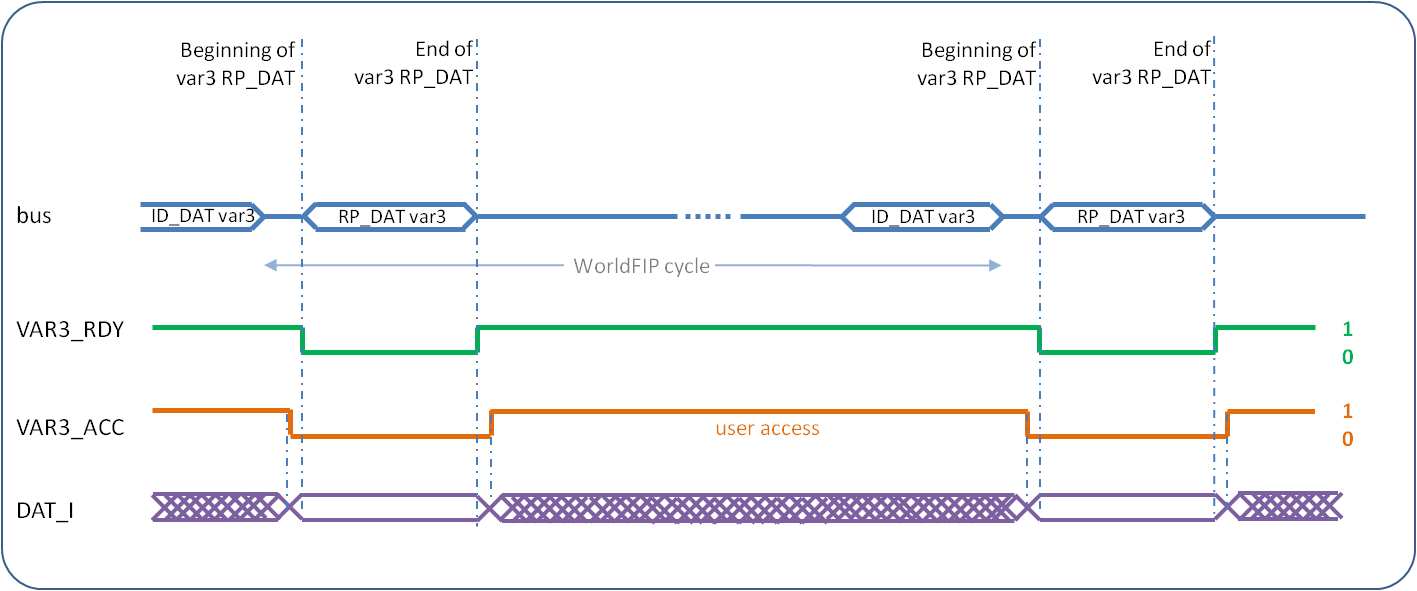 Beginning of
var3 RP_DAT
End of
var3 RP_DAT
Beginning of
var3 RP_DAT
End of
var3 RP_DAT
bus
ID_DAT var3
RP_DAT var3
ID_DAT var3
RP_DAT var3
WorldFIP cycle
VAR3_RDY
1
0
VAR3_ACC
user access
1
0
DAT_I